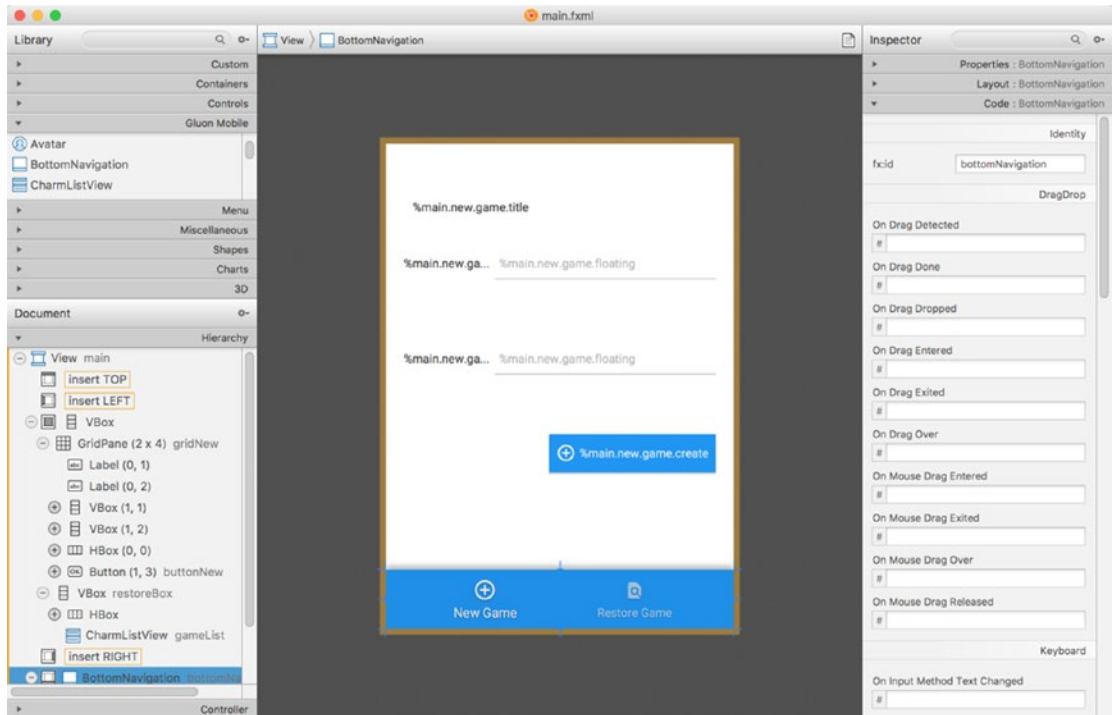 main.fxml
Library
View
BottomNavigation
Inspector
Custom
Containers
Controls
Gluon Mobile
Avatar
BottomNavigation
CharmListView
Menu
Miscellaneous
Shapes
Charts
3D
Document
Hierarchy
View main
insert TOP
insert LEFT
VBox
GridPane (2 x 4) gridNew
abc Label (0, 1)
abc Label (0, 2)
VBox (1, 1)
VBox (1, 2)
HBox (0, 0)
OK Button (1, 3) buttonNew
VBox restoreBox
HBox
CharmListView gameList
insert RIGHT
BottomNavigation bottomNa
Controller
%main.new.game.title
%main.new.ga... %main.new.game.floating
%main.new.ga... %main.new.game.floating
%main.new.game.create
New Game
Restore Game
Properties : BottomNavigation
Layout : BottomNavigation
Code : BottomNavigation
Identity
fx:id bottomNavigation
DragDrop
On Drag Detected
#
On Drag Done
#
On Drag Dropped
#
On Drag Entered
#
On Drag Exited
#
On Drag Over
#
On Mouse Drag Entered
#
On Mouse Drag Exited
#
On Mouse Drag Over
#
On Mouse Drag Released
#
Keyboard
On Input Method Text Changed
#